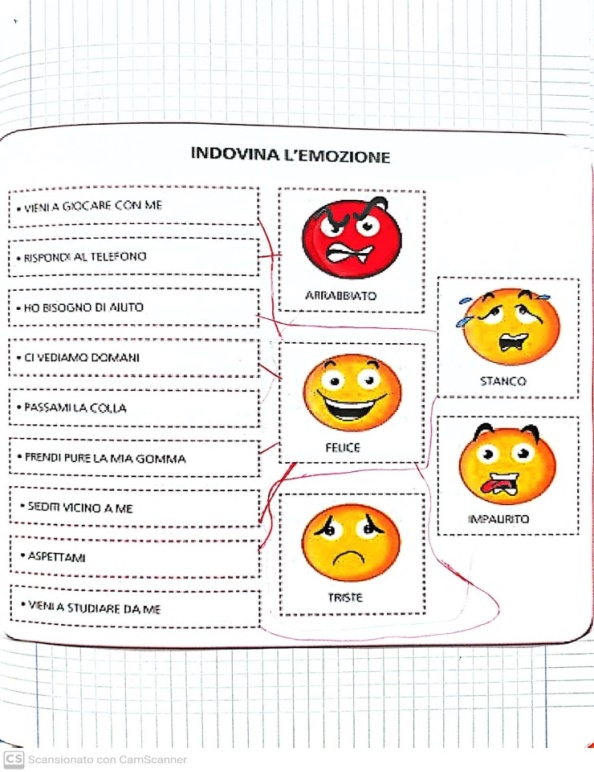 INDOVINA L'EMOZIONE
• VIENI A GIOCARE CON ME
• RISPONDI AL TELEFONO
• HO BISOGNO DI AIUTO
• CI VEDIAMO DOMANI
• PASSAMI LA COLLA
• PRENDI PURE LA MIA GOMMA
• SIEDITI VICINO A ME
• ASPETTAMI
• VIENI A STUDIARE DA ME
ARRABBIATO
FELICE
TRISTE
STANCO
IMPAURITO
CS Scansionato con CamScanner